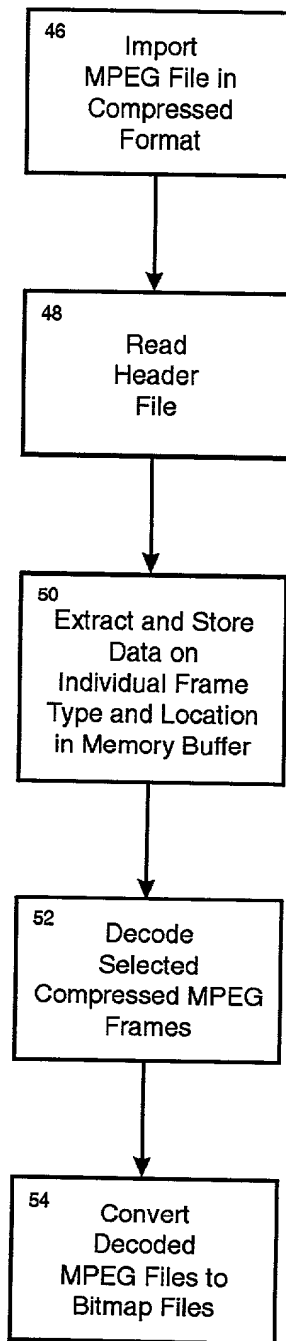 46
Import
MPEG File in
Compressed
Format
48
Read
Header
File
50
Extract and Store
Data on
Individual Frame
Type and Location
in Memory Buffer
52
Decode
Selected
Compressed MPEG
Frames
54
Convert
Decoded
MPEG Files to
Bitmap Files